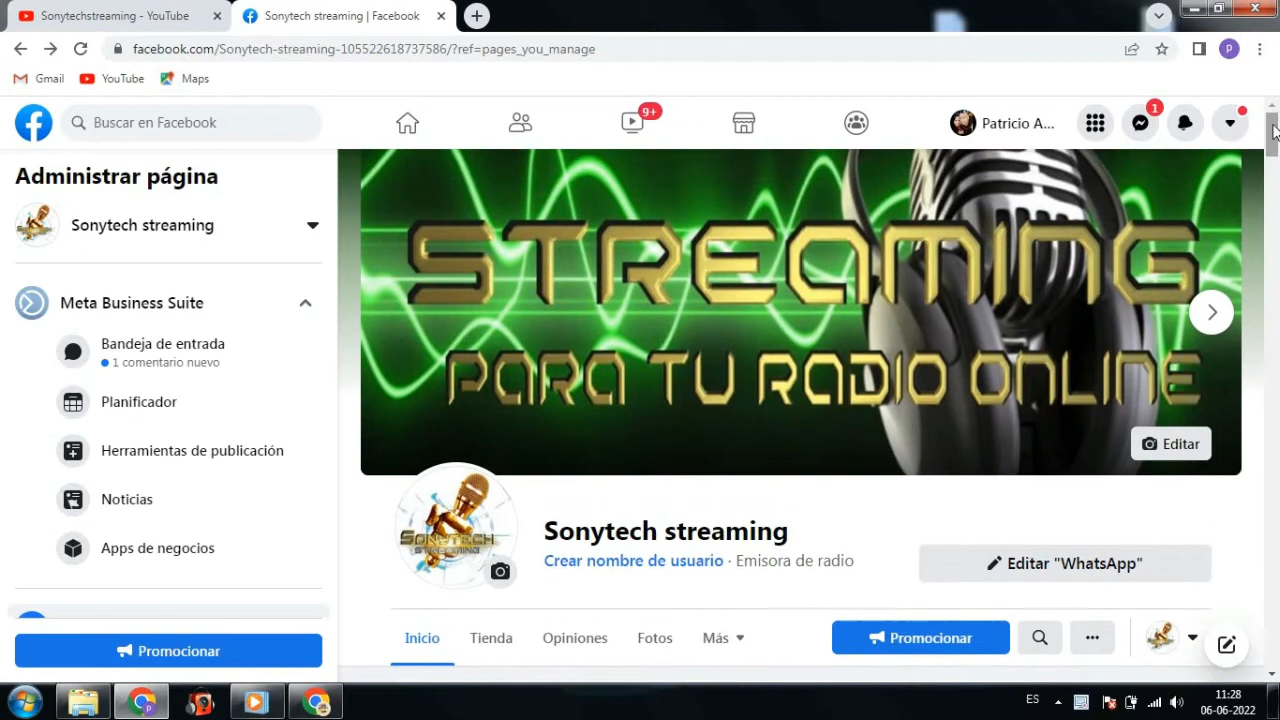 Sonytechstreaming - YouTube
Sonytech streaming | Facebook
facebook.com/Sonytech-streaming-105522618737586/?ref=pages_you_manage
P
Gmail
YouTube
Maps
Buscar en Facebook
9+
Patricio A...
1
Administrar página
Sonytech streaming
Meta Business Suite
Bandeja de entrada
1 comentario nuevo
Planificador
Herramientas de publicación
Noticias
Apps de negocios
Promocionar
STREAMING
PARA TU RADIO ONLINE
Editar
SONYTECH
STREAMING
Sonytech streaming
Crear nombre de usuario · Emisora de radio
Editar "WhatsApp"
Inicio
Tienda
Opiniones
Fotos
Más
Promocionar
ES
11:28
06-06-2022